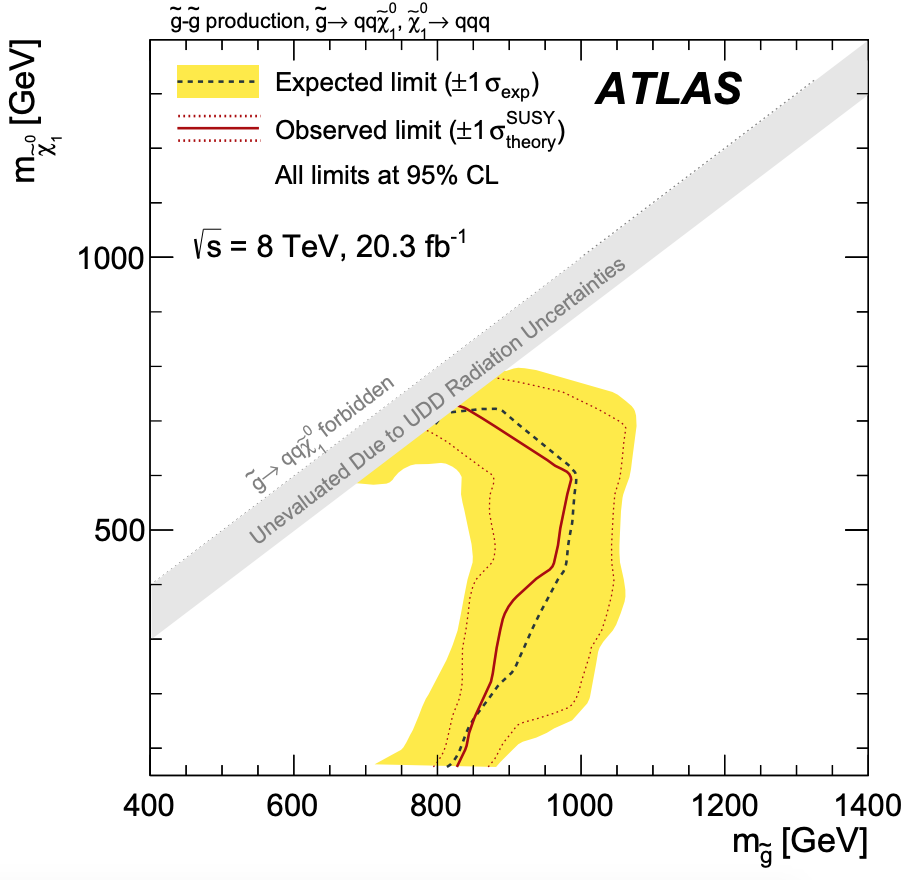 g̃-g̃ production, g̃→ qqχ̃₁⁰, χ̃₁⁰→ qqq
m_χ̃₁⁰ [GeV]
Expected limit (±1 σ_exp)
ATLAS
Observed limit (±1 σ_theory^SUSY)
All limits at 95% CL
√s = 8 TeV, 20.3 fb⁻¹
1000
500
g̃→ qqχ̃₁⁰ forbidden
Unevaluated Due to UDD Radiation Uncertainties
400 600 800 1000 1200 1400
m_g̃ [GeV]